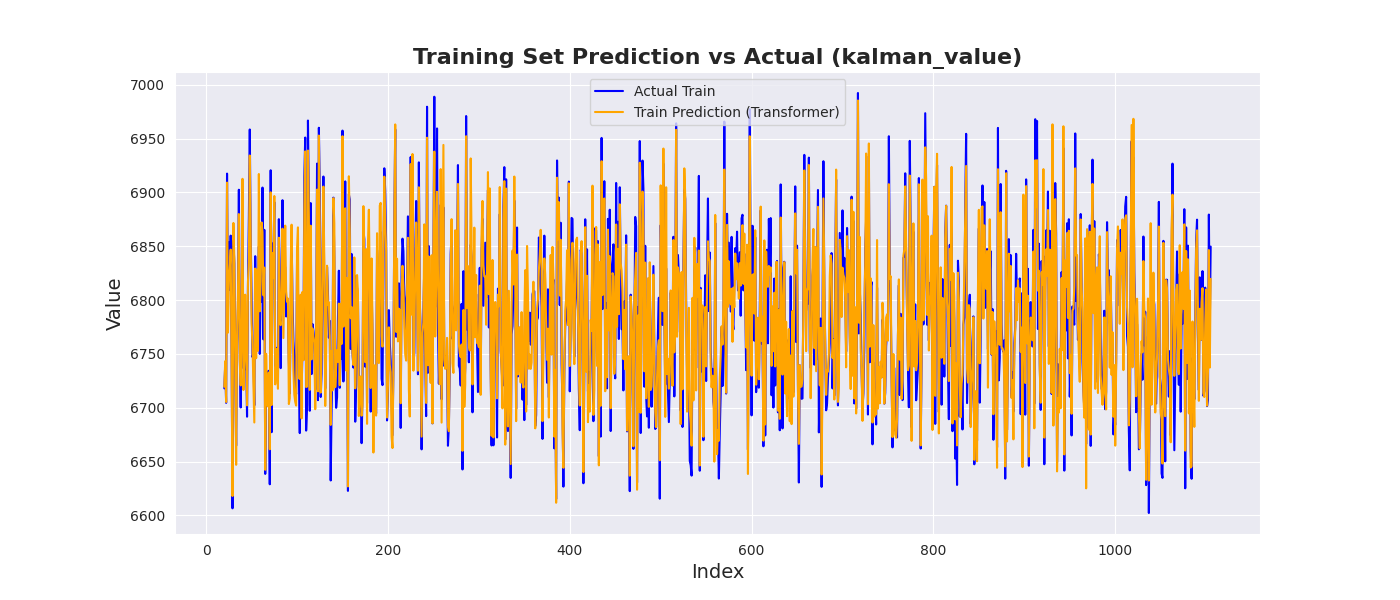 Training Set Prediction vs Actual (kalman_value)
Actual Train
Train Prediction (Transformer)
Value
7000
6950
6900
6850
6800
6750
6700
6650
6600
0 200 400 600 800 1000
Index